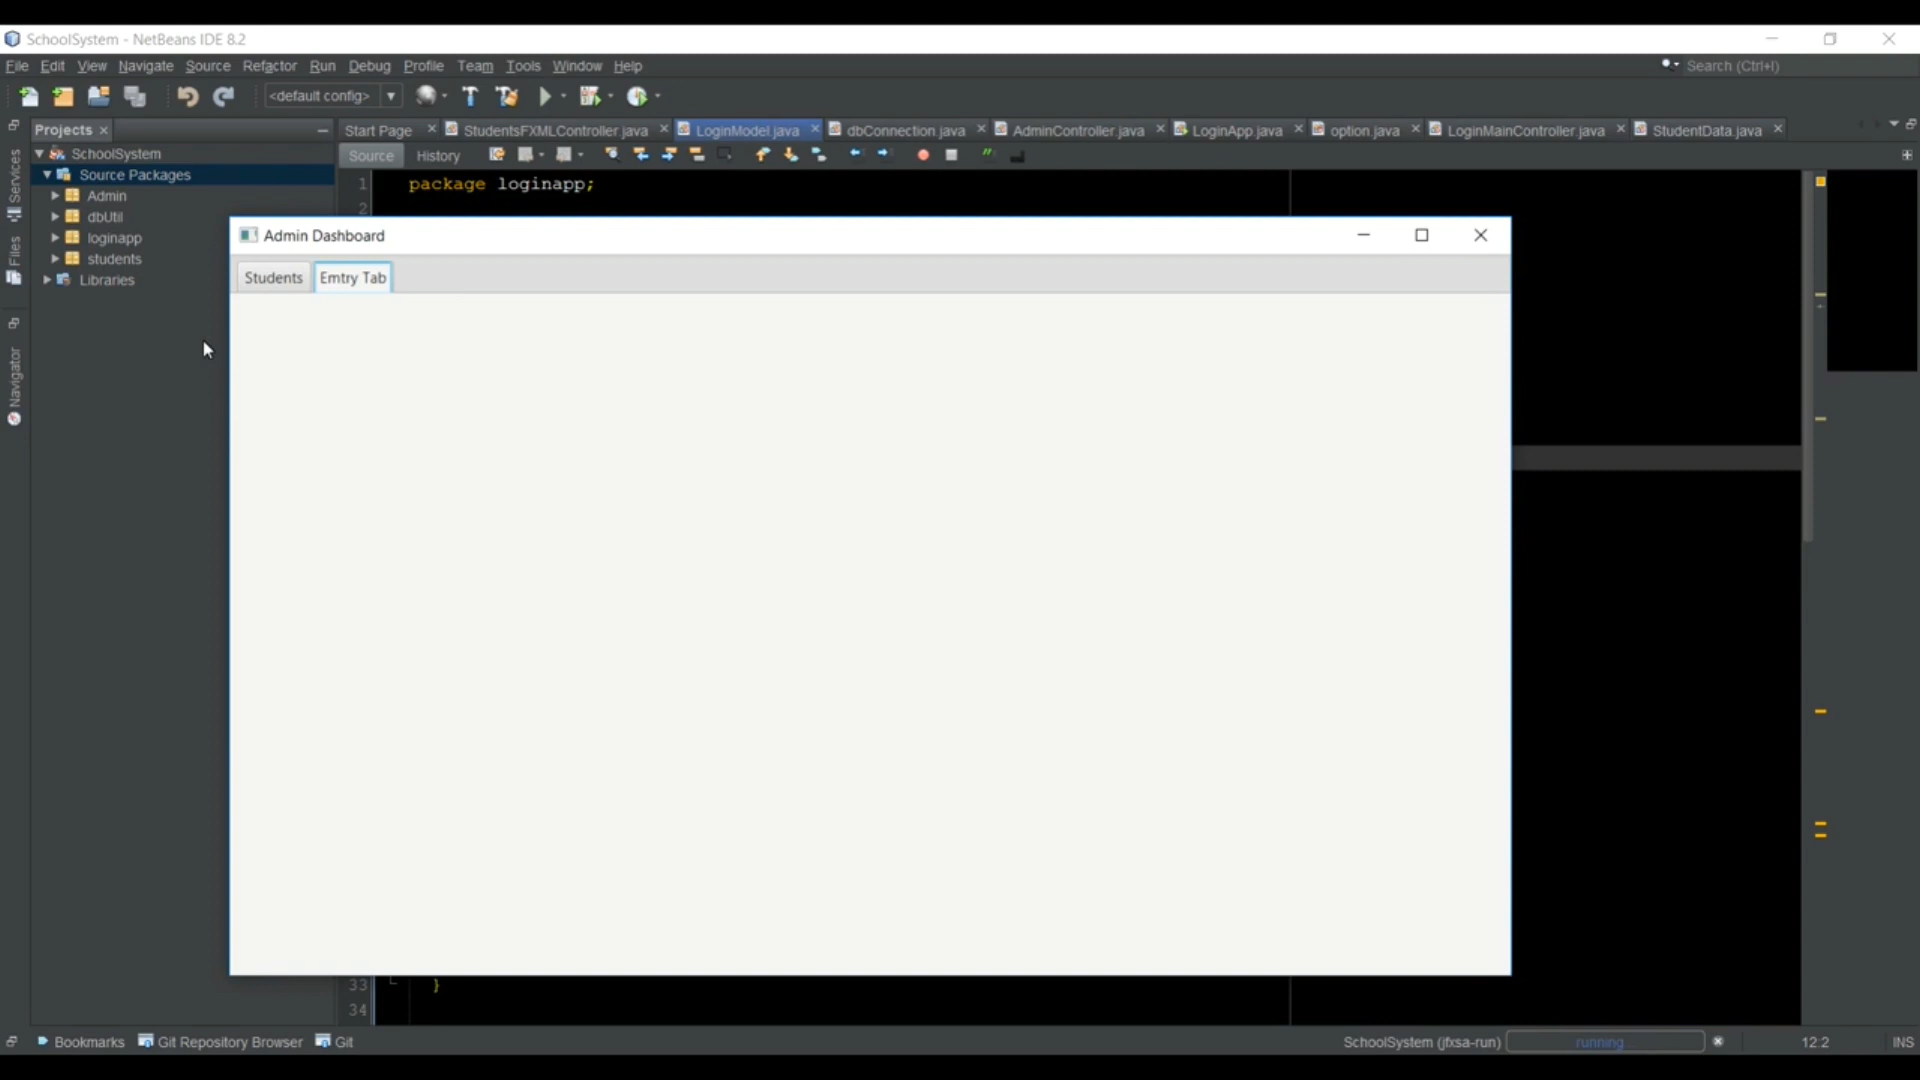 SchoolSystem - NetBeans IDE 8.2
File Edit View Navigate Source Refactor Run Debug Profile Team Tools Window Help
Search (Ctrl+I)
<default config>
Projects
Start Page StudentsFXMLController.java LoginModel.java dbConnection.java AdminController.java LoginApp.java option.java LoginMainController.java StudentData.java
Source History
SchoolSystem
Source Packages
Admin
dbUtil
loginapp
students
Libraries
Services
Files
Navigator
1 package loginapp;
2
Admin Dashboard
Students Emtry Tab
33 }
34
Bookmarks Git Repository Browser Git
SchoolSystem (jfxsa-run) running...
12:2 INS